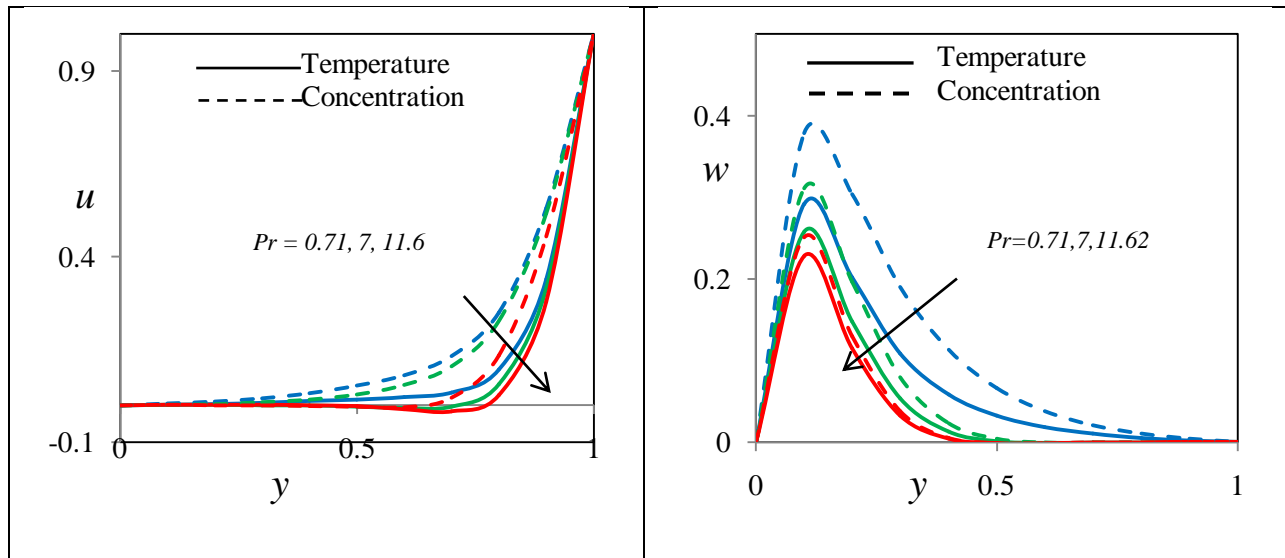 Temperature
Concentration
0.9
u
Pr = 0.71, 7, 11.6
0.4
-0.1
0
0.5
1
y
Temperature
Concentration
0.4
w
Pr=0.71,7,11.62
0.2
0
0
0.5
1
y